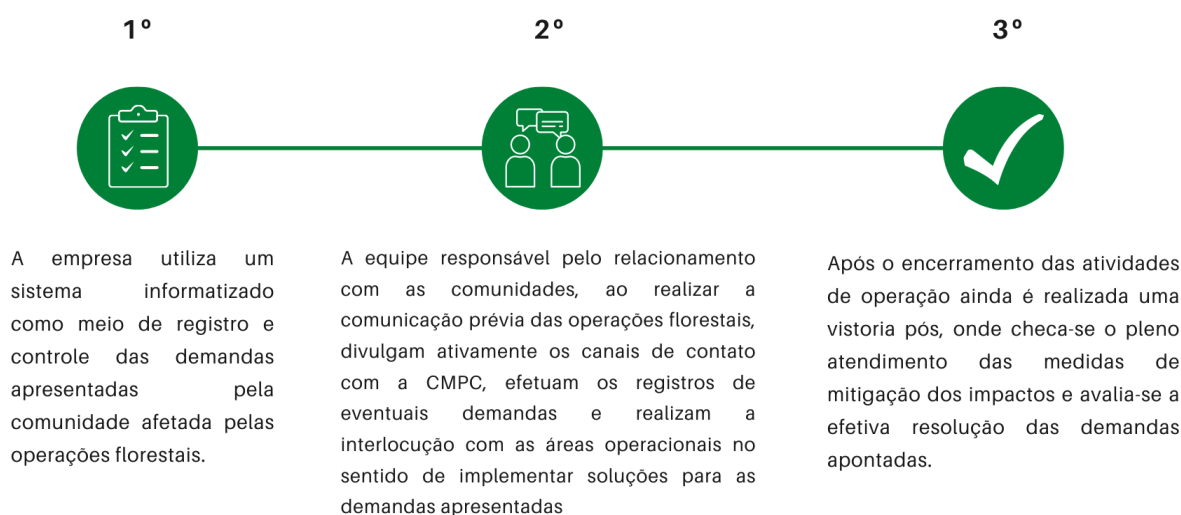 1º
2º
3º
A empresa utiliza um
sistema informatizado
como meio de registro e
controle das demandas
apresentadas pela
comunidade afetada pelas
operações florestais.
A equipe responsável pelo relacionamento
com as comunidades, ao realizar a
comunicação prévia das operações florestais,
divulgam ativamente os canais de contato
com a CMPC, efetuam os registros de
eventuais demandas e realizam a
interlocução com as áreas operacionais no
sentido de implementar soluções para as
demandas apresentadas
Após o encerramento das atividades
de operação ainda é realizada uma
vistoria pós, onde checa-se o pleno
atendimento das medidas de
mitigação dos impactos e avalia-se a
efetiva resolução das demandas
apontadas.